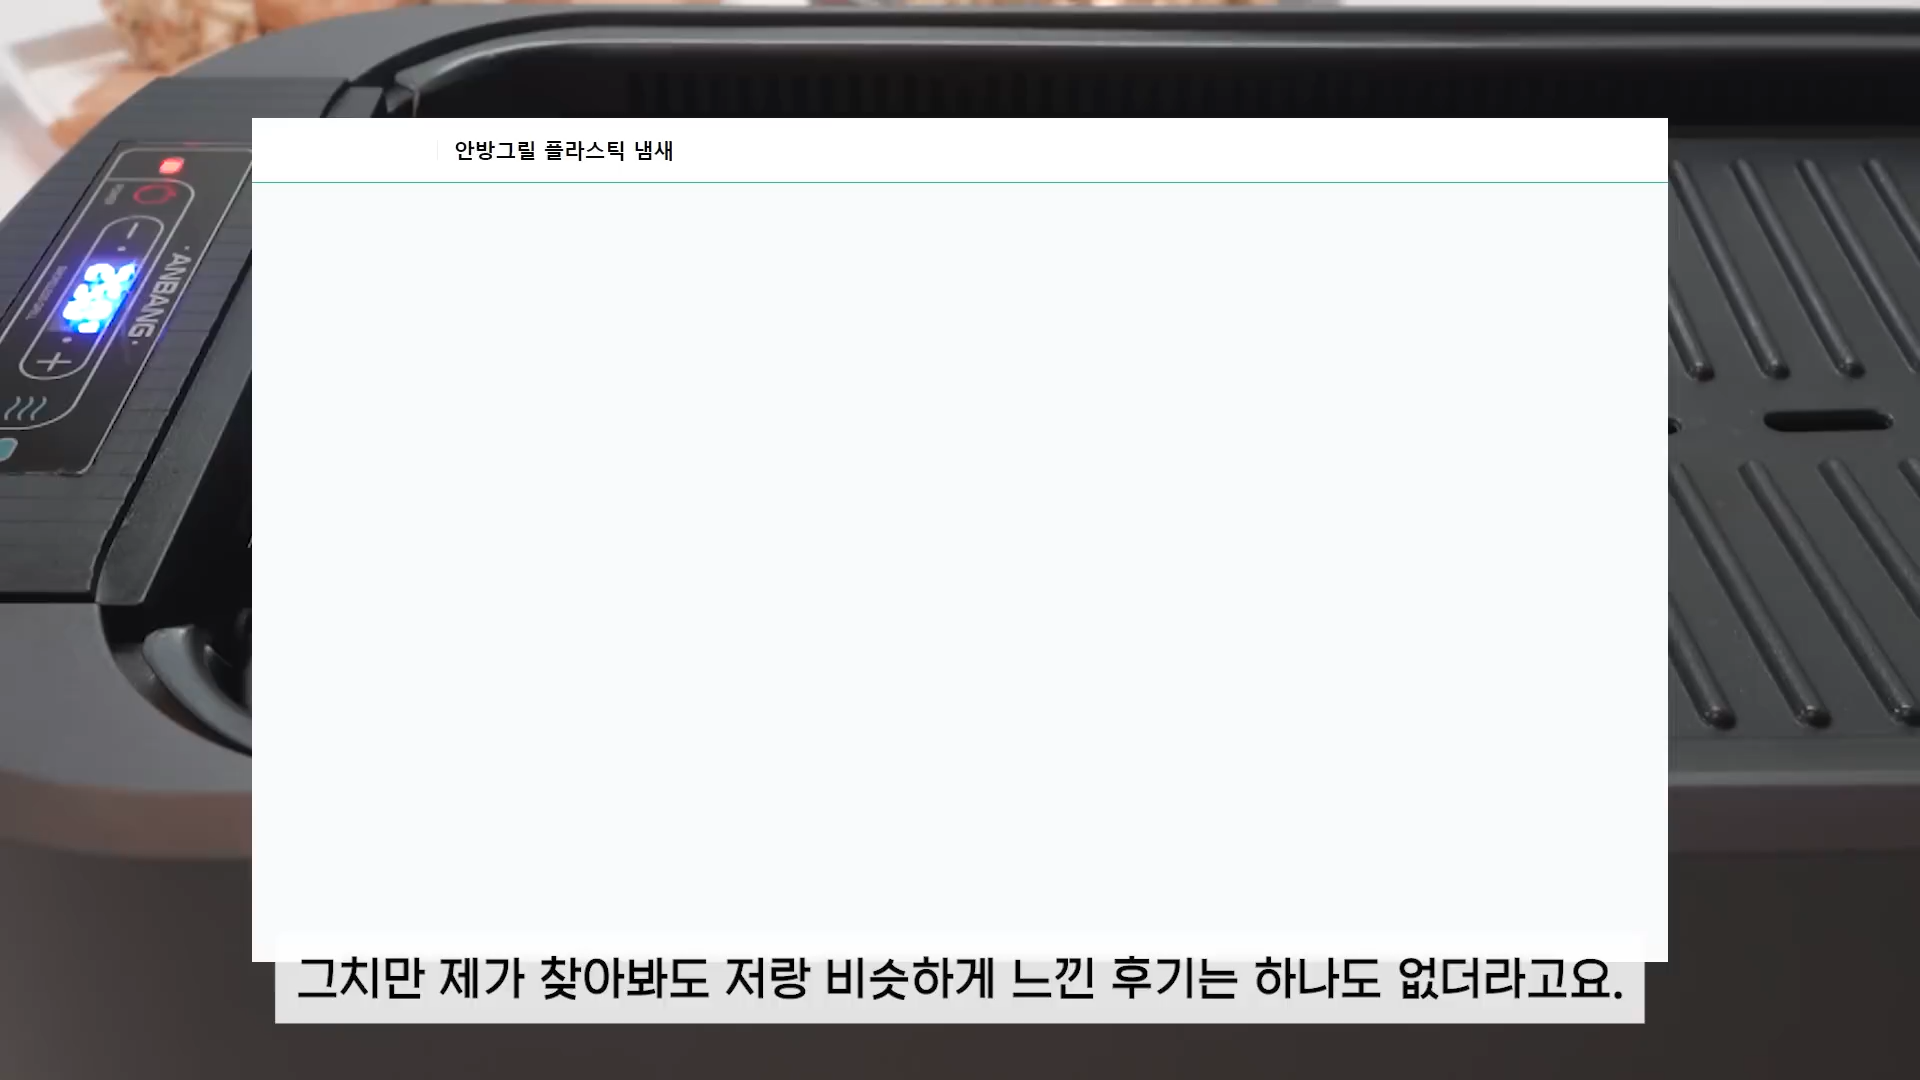 안방그릴 플라스틱 냄새
·ANBANG·
그치만 제가 찾아봐도 저랑 비슷하게 느낀 후기는 하나도 없더라고요.